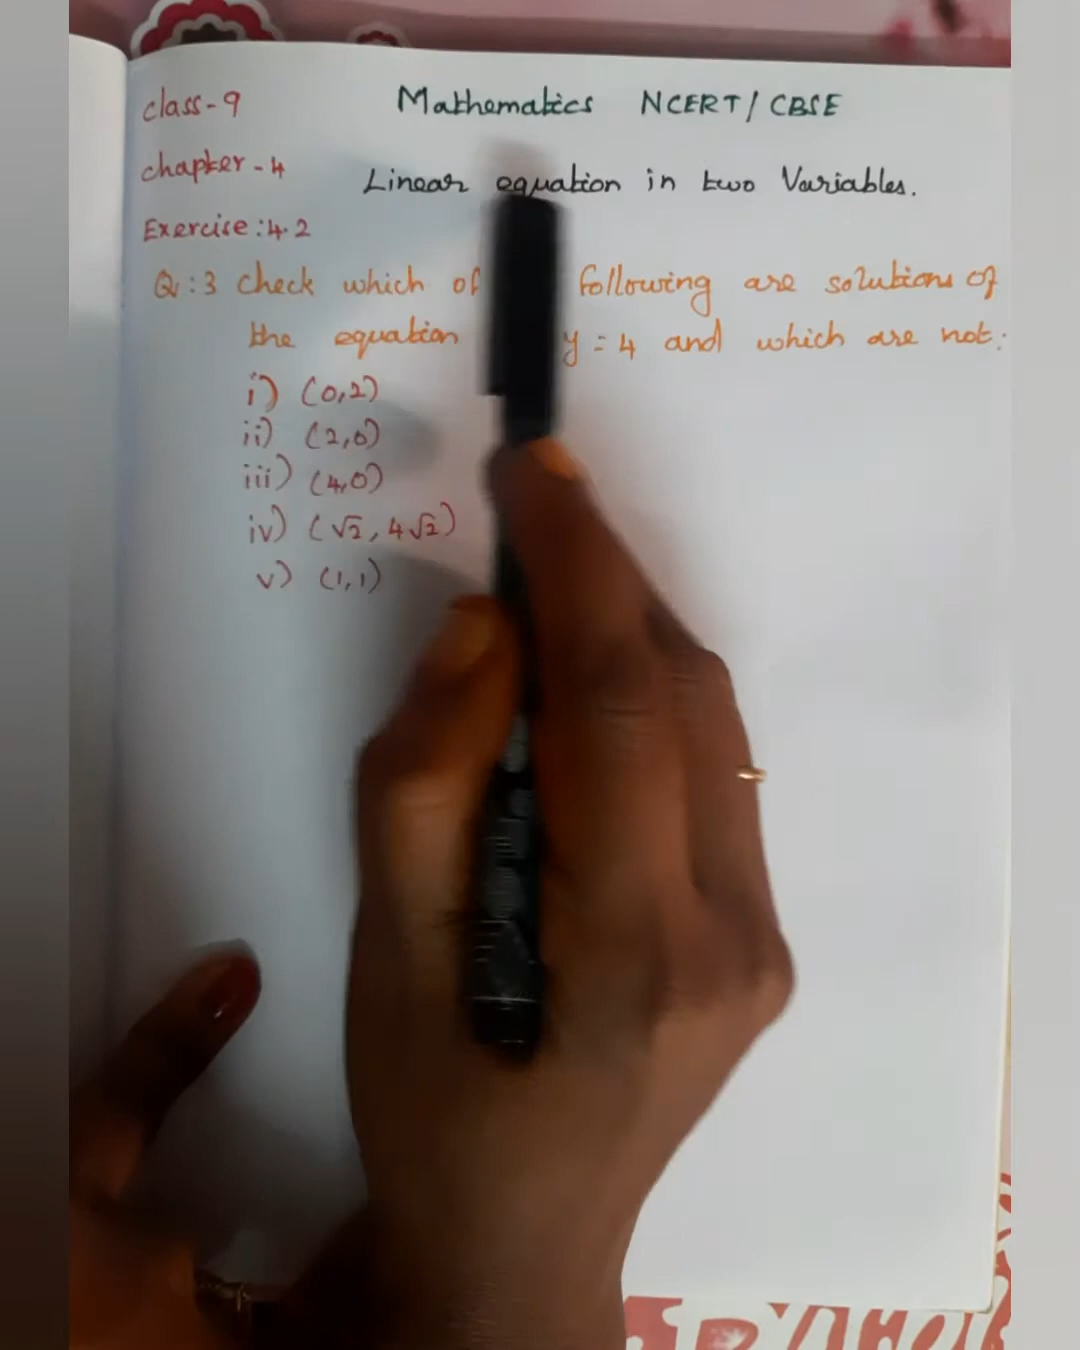 class-9
Mathematics NCERT/CBSE
chapter-4
Linear equation in two Variables.
Exercise:4.2
Q:3 check which of following are solutions of
the equation y=4 and which are not:
i) (0,2)
ii) (2,0)
iii) (4,0)
iv) (√2, 4√2)
v) (1,1)